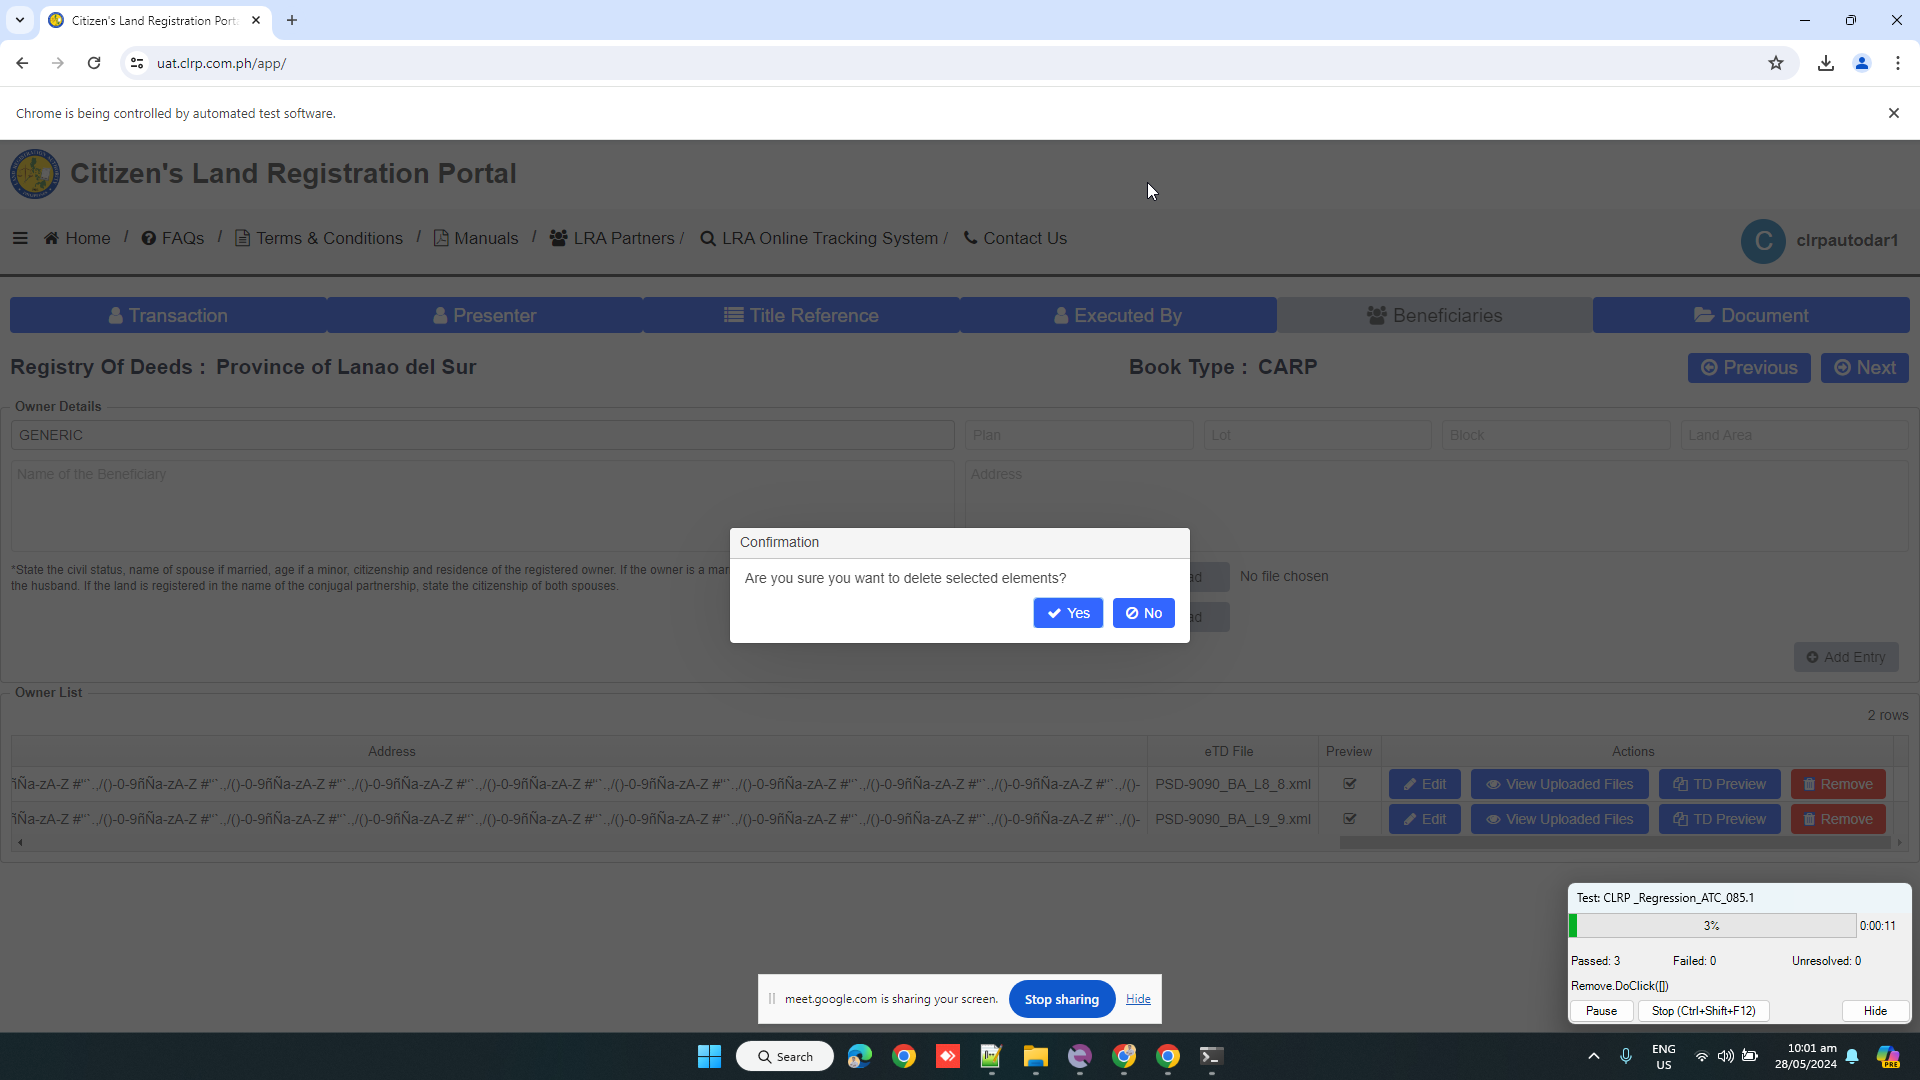 Citizen's Land Registration Port
uat.clrp.com.ph/app/
Chrome is being controlled by automated test software.
Citizen's Land Registration Portal
Home / FAQs / Terms & Conditions / Manuals / LRA Partners / LRA Online Tracking System / Contact Us
C clrpautodar1
Transaction Presenter Title Reference Executed By Beneficiaries Document
Registry Of Deeds : Province of Lanao del Sur Book Type : CARP Previous Next
Owner Details
GENERIC Plan Lot Block Land Area
Name of the Beneficiary Address
*State the civil status, name of spouse if married, age if a minor, citizenship and residence of the registered owner. If the owner is a mar
the husband. If the land is registered in the name of the conjugal partnership, state the citizenship of both spouses.
Confirmation
Are you sure you want to delete selected elements?
Yes No
ad No file chosen
ad
Add Entry
Owner List
2 rows
Address eTD File Preview Actions
ñÑa-zA-Z #"'`.,/()-0-9ñÑa-zA-Z #"'`.,/()-0-9ñÑa-zA-Z #"'`.,/()-0-9ñÑa-zA-Z #"'`.,/()-0-9ñÑa-zA-Z #"'`.,/()-0-9ñÑa-zA-Z #"'`.,/()-0-9ñÑa-zA-Z #"'`.,/()-0-9ñÑa-zA-Z #"'`.,/()- PSD-9090_BA_L8_8.xml Edit View Uploaded Files TD Preview Remove
ñÑa-zA-Z #"'`.,/()-0-9ñÑa-zA-Z #"'`.,/()-0-9ñÑa-zA-Z #"'`.,/()-0-9ñÑa-zA-Z #"'`.,/()-0-9ñÑa-zA-Z #"'`.,/()-0-9ñÑa-zA-Z #"'`.,/()-0-9ñÑa-zA-Z #"'`.,/()-0-9ñÑa-zA-Z #"'`.,/()- PSD-9090_BA_L9_9.xml Edit View Uploaded Files TD Preview Remove
Test: CLRP _Regression_ATC_085.1
3% 0:00:11
Passed: 3 Failed: 0 Unresolved: 0
Remove.DoClick([])
Pause Stop (Ctrl+Shift+F12) Hide
meet.google.com is sharing your screen. Stop sharing Hide
Search
ENG
US
10:01 am
28/05/2024
PRE